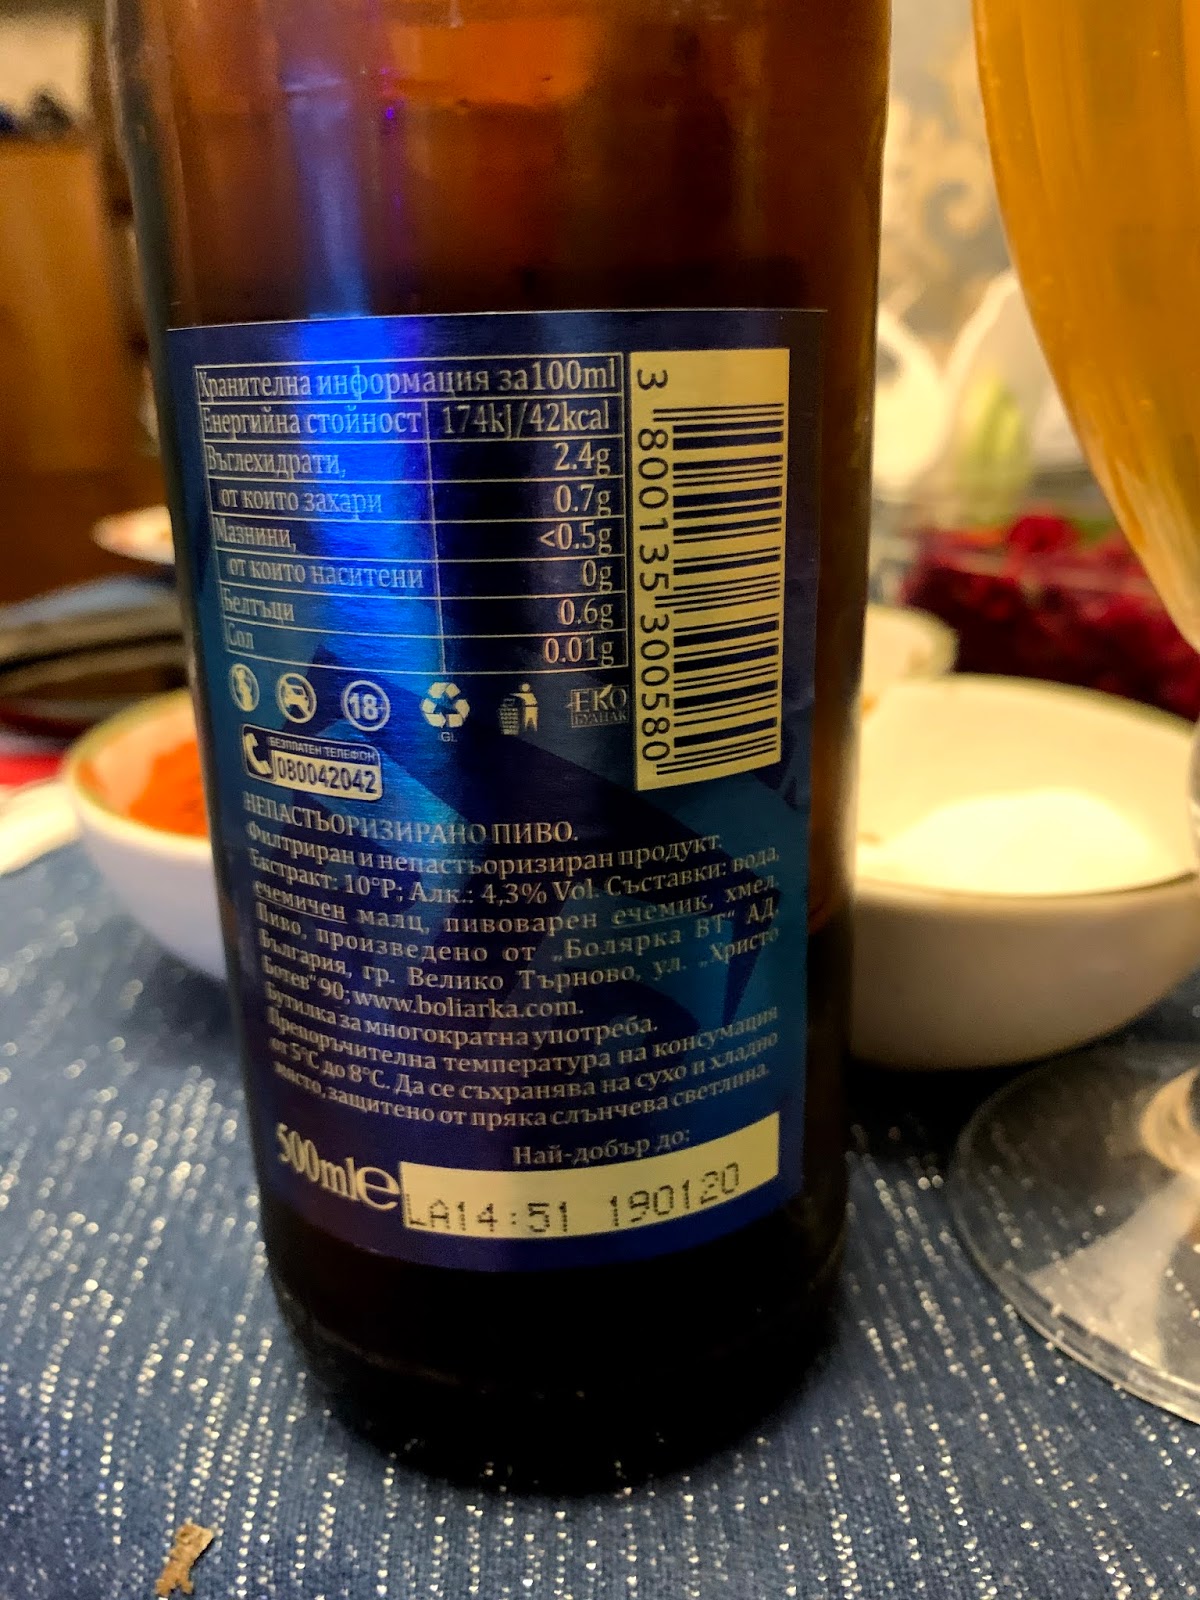 Хранителна информация за100ml
Енергийна стойност 174kJ/42kcal
Въглехидрати, 2.4g
от които захари 0.7g
Мазнини, <0.5g
от които наситени 0g
Белтъци 0.6g
Сол 0.01g
3 800135 300580
18+
GL
ЕКО
БУЛПАК
БЕЗПЛАТЕН ТЕЛЕФОН
080042042
НЕПАСТЬОРИЗИРАНО ПИВО.
Филтриран и непастьоризиран продукт.
Екстракт: 10°P; Алк.: 4,3% Vol. Съставки: вода,
ечемичен малц, пивоварен ечемик, хмел.
Пиво, произведено от „Болярка ВТ" АД,
България, гр. Велико Търново, ул. „Христо
Ботев" 90; www.boliarka.com.
Бутилка за многократна употреба.
Препоръчителна температура на консумация
от 5°C до 8°C. Да се съхранява на сухо и хладно
място, защитено от пряка слънчева светлина.
Най-добър до:
500ml℮
LA14:51 190120